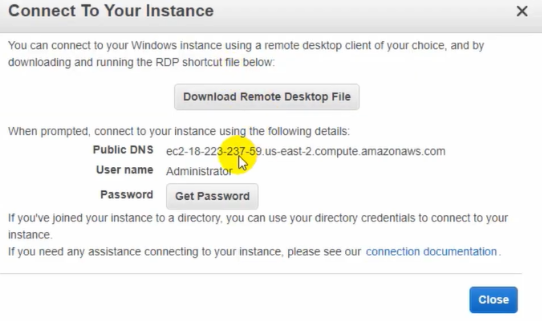 Connect To Your Instance
You can connect to your Windows instance using a remote desktop client of your choice, and by
downloading and running the RDP shortcut file below:
Download Remote Desktop File
When prompted, connect to your instance using the following details:
Public DNS ec2-18-223-237-59.us-east-2.compute.amazonaws.com
User name Administrator
Password Get Password
If you've joined your instance to a directory, you can use your directory credentials to connect to your
instance.
If you need any assistance connecting to your instance, please see our connection documentation.
Close